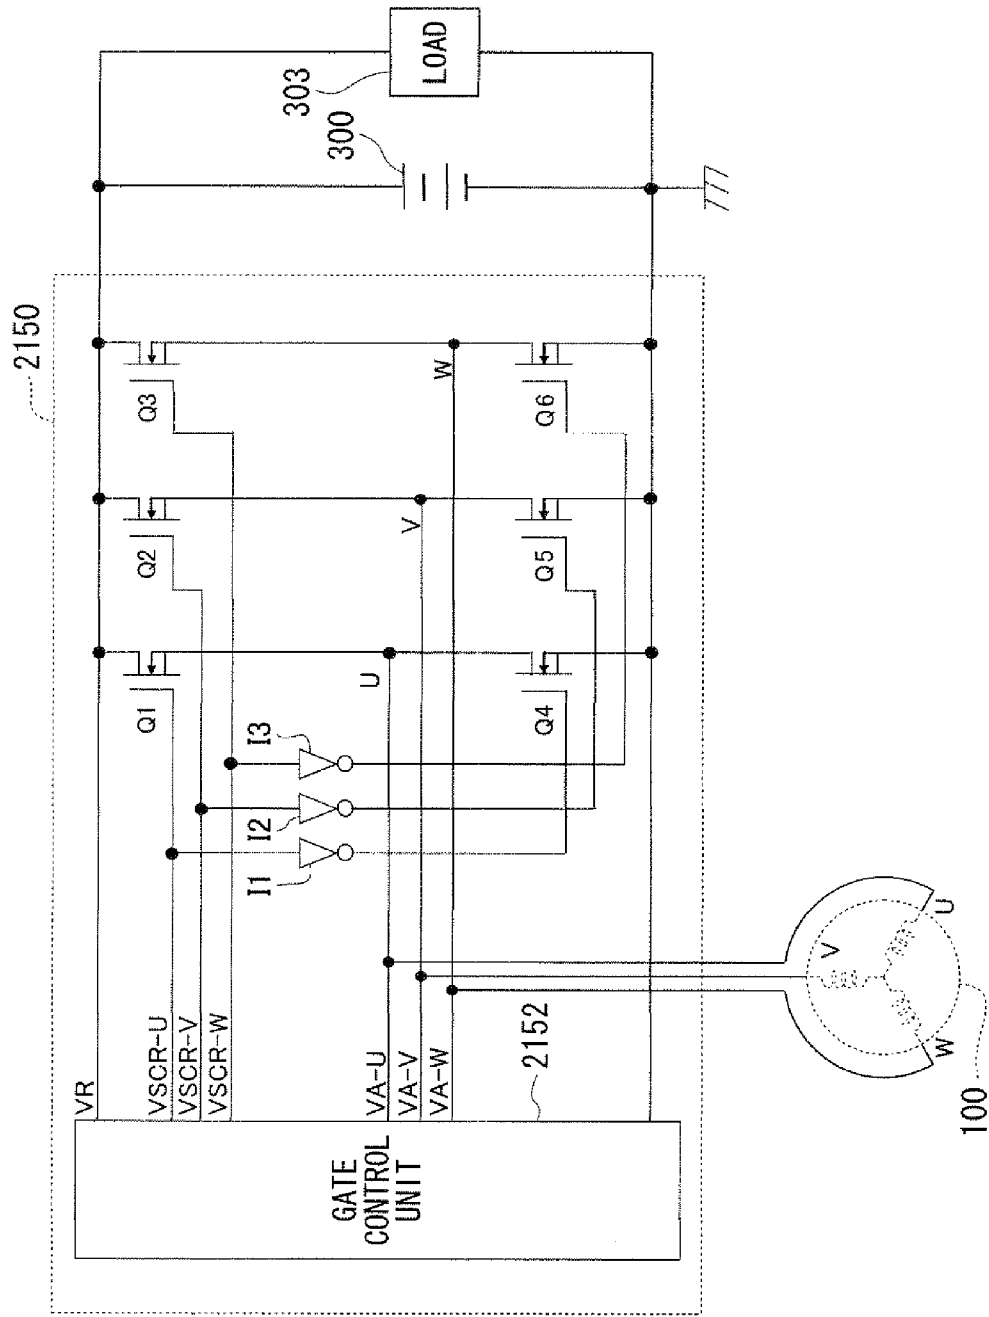 2150
VR
VSCR-U
VSCR-V
VSCR-W
GATE
CONTROL
UNIT
VA-U
VA-V
VA-W
2152
I1
I2
I3
Q1
Q2
Q3
U
V
W
Q4
Q5
Q6
300
303
LOAD
100
W
V
U